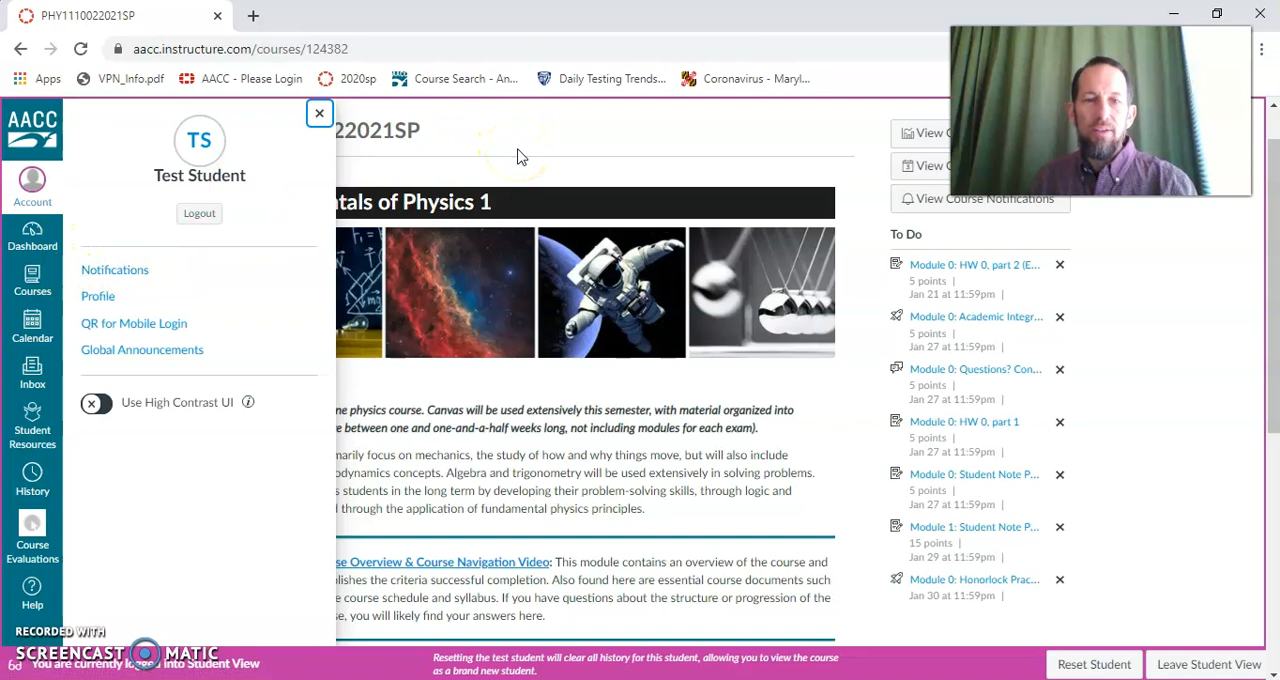 PHY1110022021SP
aacc.instructure.com/courses/124382
Apps
VPN_Info.pdf
AACC - Please Login
2020sp
Course Search - An...
Daily Testing Trends...
Coronavirus - Maryl...
AACC
Account
Dashboard
Courses
Calendar
Inbox
Student
Resources
History
Course
Evaluations
Help
TS
Test Student
Logout
Notifications
Profile
QR for Mobile Login
Global Announcements
Use High Contrast UI
22021SP
tals of Physics 1
ne physics course. Canvas will be used extensively this semester, with material organized into
re between one and one-and-a-half weeks long, not including modules for each exam).
marily focus on mechanics, the study of how and why things move, but will also include
odynamics concepts. Algebra and trigonometry will be used extensively in solving problems.
s students in the long term by developing their problem-solving skills, through logic and
d through the application of fundamental physics principles.
se Overview & Course Navigation Video: This module contains an overview of the course and
blishes the criteria successful completion. Also found here are essential course documents such
e course schedule and syllabus. If you have questions about the structure or progression of the
se, you will likely find your answers here.
View C
View C
View Course Notifications
To Do
Module 0: HW 0, part 2 (E...
5 points |
Jan 21 at 11:59pm |
Module 0: Academic Integr...
5 points |
Jan 27 at 11:59pm |
Module 0: Questions? Con...
5 points |
Jan 27 at 11:59pm |
Module 0: HW 0, part 1
5 points |
Jan 27 at 11:59pm |
Module 0: Student Note P...
5 points |
Jan 27 at 11:59pm |
Module 1: Student Note P...
15 points |
Jan 29 at 11:59pm |
Module 0: Honorlock Prac...
Jan 30 at 11:59pm |
RECORDED WITH
SCREENCAST MATIC
You are currently logged into Student View
Resetting the test student will clear all history for this student, allowing you to view the course
as a brand new student.
Reset Student
Leave Student View